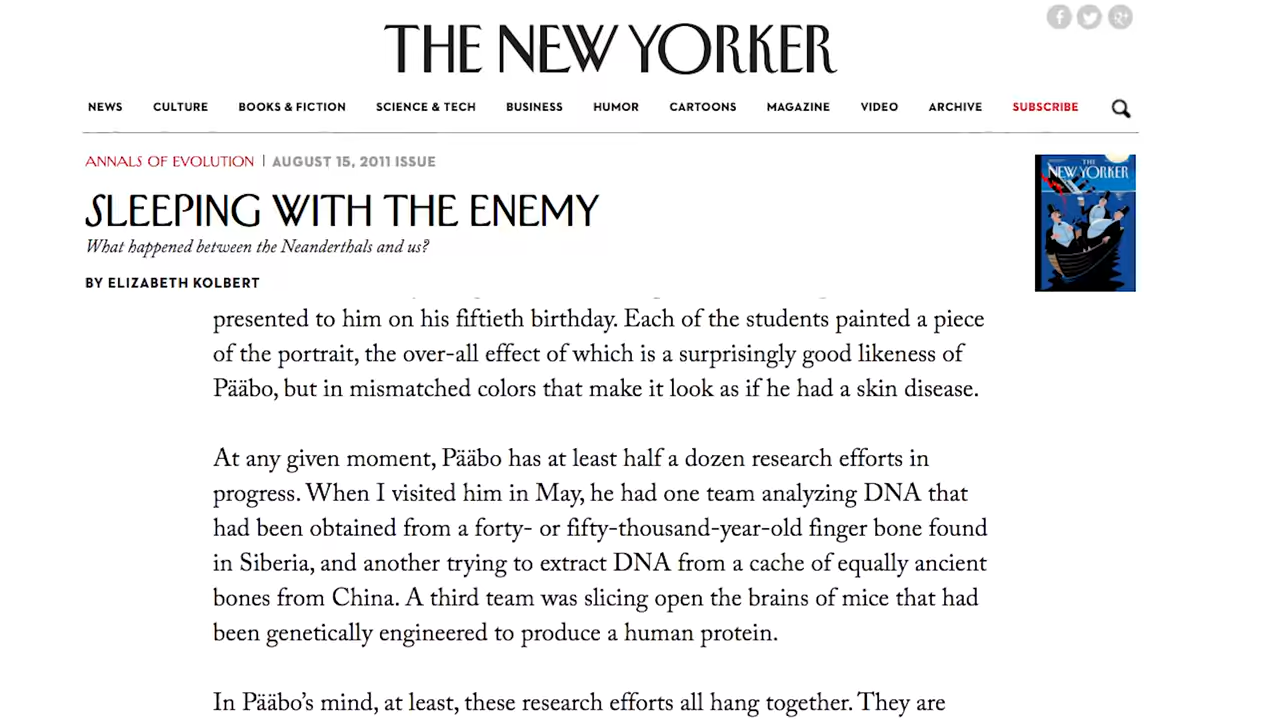 THE NEW YORKER
NEWS CULTURE BOOKS & FICTION SCIENCE & TECH BUSINESS HUMOR CARTOONS MAGAZINE VIDEO ARCHIVE SUBSCRIBE
ANNALS OF EVOLUTION | AUGUST 15, 2011 ISSUE
THE
NEW YORKER
SLEEPING WITH THE ENEMY
What happened between the Neanderthals and us?
BY ELIZABETH KOLBERT
presented to him on his fiftieth birthday. Each of the students painted a piece
of the portrait, the over-all effect of which is a surprisingly good likeness of
Pääbo, but in mismatched colors that make it look as if he had a skin disease.
At any given moment, Pääbo has at least half a dozen research efforts in
progress. When I visited him in May, he had one team analyzing DNA that
had been obtained from a forty- or fifty-thousand-year-old finger bone found
in Siberia, and another trying to extract DNA from a cache of equally ancient
bones from China. A third team was slicing open the brains of mice that had
been genetically engineered to produce a human protein.
In Pääbo’s mind, at least, these research efforts all hang together. They are